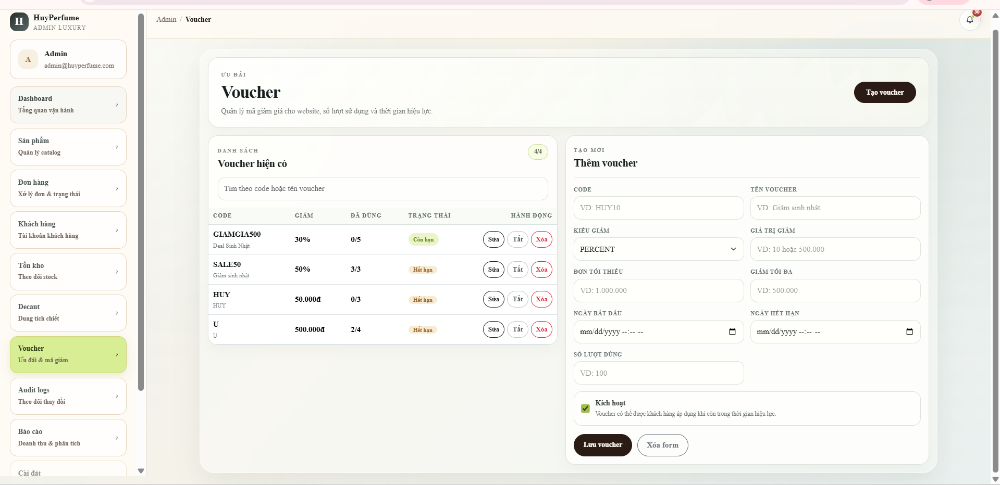 H
HuyPerfume
ADMIN LUXURY
A
Admin
admin@huyperfume.com
Dashboard
Tổng quan vận hành
›
Sản phẩm
Quản lý catalog
›
Đơn hàng
Xử lý đơn & trạng thái
›
Khách hàng
Tài khoản khách hàng
›
Tồn kho
Theo dõi stock
›
Decant
Dung tích chiết
›
Voucher
Ưu đãi & mã giảm
›
Audit logs
Theo dõi thay đổi
›
Báo cáo
Doanh thu & phân tích
›
Cài đặt
Admin / Voucher
30
ƯU ĐÃI
Voucher
Quản lý mã giảm giá cho website, số lượt sử dụng và thời gian hiệu lực.
Tạo voucher
DANH SÁCH
Voucher hiện có
4/4
Tìm theo code hoặc tên voucher
CODE GIẢM ĐÃ DÙNG TRẠNG THÁI HÀNH ĐỘNG
GIAMGIA500 30% 0/5 Còn hạn Sửa Tắt Xóa
Deal Sinh Nhật
SALE50 50% 3/3 Hết hạn Sửa Tắt Xóa
Giảm sinh nhật
HUY 50.000đ 0/3 Hết hạn Sửa Tắt Xóa
HUY
U 500.000đ 2/4 Hết hạn Sửa Tắt Xóa
U
TẠO MỚI
Thêm voucher
CODE TÊN VOUCHER
VD: HUY10 VD: Giảm sinh nhật
KIỂU GIẢM GIÁ TRỊ GIẢM
PERCENT VD: 10 hoặc 500.000
ĐƠN TỐI THIỂU GIẢM TỐI ĐA
VD: 1.000.000 VD: 500.000
NGÀY BẮT ĐẦU NGÀY HẾT HẠN
mm/dd/yyyy --:-- -- mm/dd/yyyy --:-- --
SỐ LƯỢT DÙNG
VD: 100
Kích hoạt
Voucher có thể được khách hàng áp dụng khi còn trong thời gian hiệu lực.
Lưu voucher Xóa form